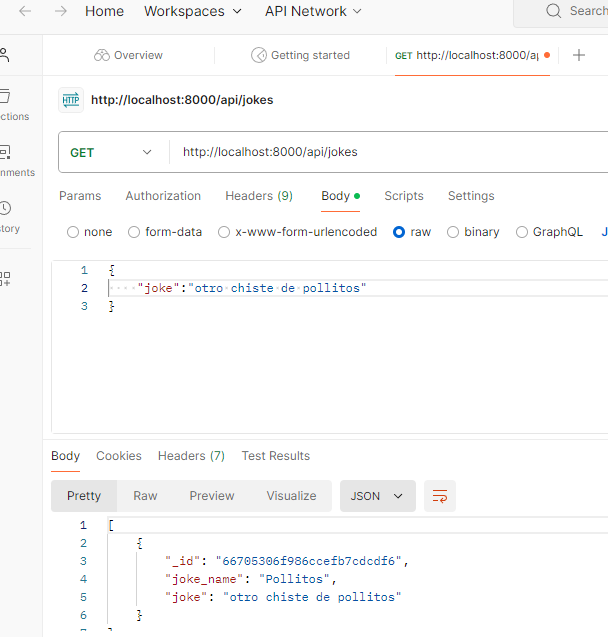 Home Workspaces API Network Search
Overview Getting started GET http://localhost:8000/ap
HTTP http://localhost:8000/api/jokes
ctions
GET http://localhost:8000/api/jokes
nments
Params Authorization Headers (9) Body Scripts Settings
story
none form-data x-www-form-urlencoded raw binary GraphQL J
1 {
2 "joke":"otro chiste de pollitos"
3 }
Body Cookies Headers (7) Test Results
Pretty Raw Preview Visualize JSON
1 [
2 {
3 "_id": "66705306f986ccefb7cdcdf6",
4 "joke_name": "Pollitos",
5 "joke": "otro chiste de pollitos"
6 }